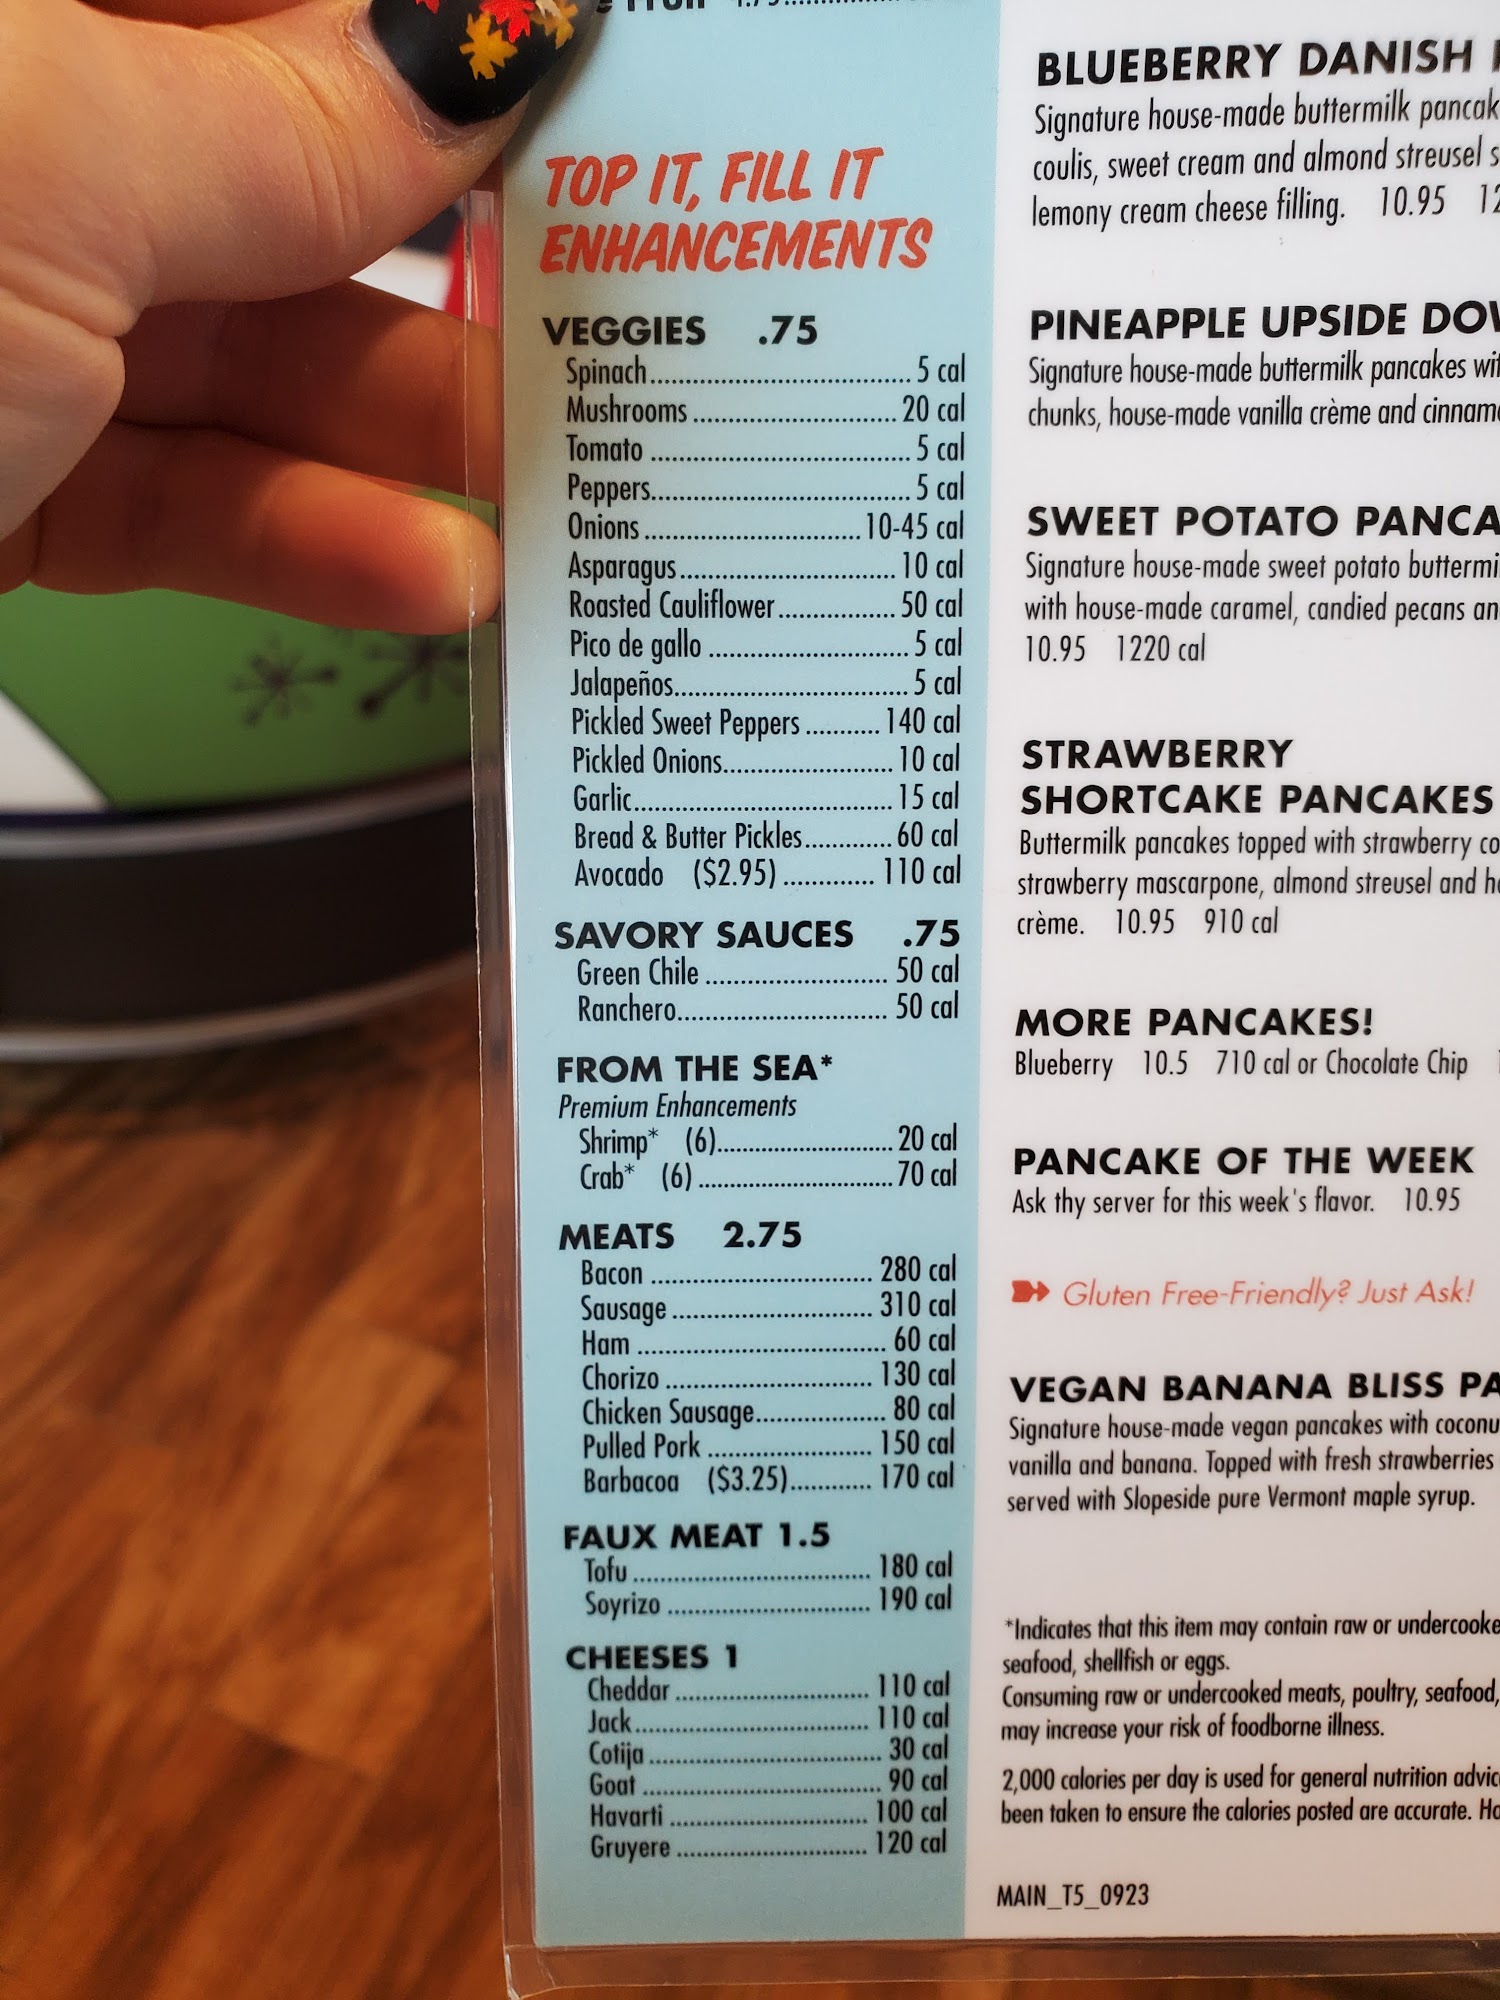 4.75
TOP IT, FILL IT
ENHANCEMENTS
VEGGIES .75
Spinach 5 cal
Mushrooms 20 cal
Tomato 5 cal
Peppers 5 cal
Onions 10-45 cal
Asparagus 10 cal
Roasted Cauliflower 50 cal
Pico de gallo 5 cal
Jalapeños 5 cal
Pickled Sweet Peppers 140 cal
Pickled Onions 10 cal
Garlic 15 cal
Bread & Butter Pickles 60 cal
Avocado ($2.95) 110 cal
SAVORY SAUCES .75
Green Chile 50 cal
Ranchero 50 cal
FROM THE SEA*
Premium Enhancements
Shrimp* (6) 20 cal
Crab* (6) 70 cal
MEATS 2.75
Bacon 280 cal
Sausage 310 cal
Ham 60 cal
Chorizo 130 cal
Chicken Sausage 80 cal
Pulled Pork 150 cal
Barbacoa ($3.25) 170 cal
FAUX MEAT 1.5
Tofu 180 cal
Soyrizo 190 cal
CHEESES 1
Cheddar 110 cal
Jack 110 cal
Cotija 30 cal
Goat 90 cal
Havarti 100 cal
Gruyere 120 cal
BLUEBERRY DANISH
Signature house-made buttermilk
coulis, sweet cream and almond streusel
lemony cream cheese filling. 10.95
PINEAPPLE UPSIDE
Signature house-made buttermilk pancakes
chunks, house-made vanilla crème and
SWEET POTATO
Signature house-made sweet potato
with house-made caramel, candied pecans
10.95 1220 cal
STRAWBERRY
SHORTCAKE PANCAKES
Buttermilk pancakes topped with strawberry
strawberry mascarpone, almond streusel and
crème. 10.95 910 cal
MORE PANCAKES!
Blueberry 10.5 710 cal or Chocolate Chip
PANCAKE OF THE WEEK
Ask thy server for this week's flavor. 10.95
Gluten Free-Friendly? Just Ask!
VEGAN BANANA BLISS
Signature house-made vegan pancakes with
vanilla and banana. Topped with fresh strawberries
served with Slopeside pure Vermont maple syrup.
*Indicates that this item may contain raw or
seafood, shellfish or eggs.
Consuming raw or undercooked meats, poultry, seafood,
may increase your risk of foodborne illness.
2,000 calories per day is used for general nutrition
been taken to ensure the calories posted are accurate.
MAIN_T5_0923